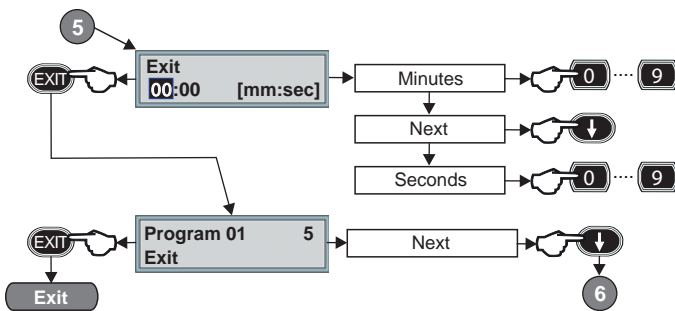 5
EXIT
Exit
00:00 [mm:sec]
Minutes
0 .... 9
Next
Seconds
0 .... 9
EXIT
Program 01 5
Exit
Next
Exit
6